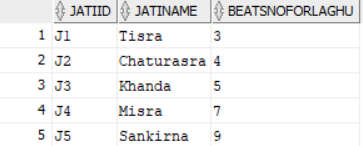 JATIID JATINAME BEATSNOFORLAGHU
1 J1 Tisra 3
2 J2 Chaturasra 4
3 J3 Khanda 5
4 J4 Misra 7
5 J5 Sankirna 9